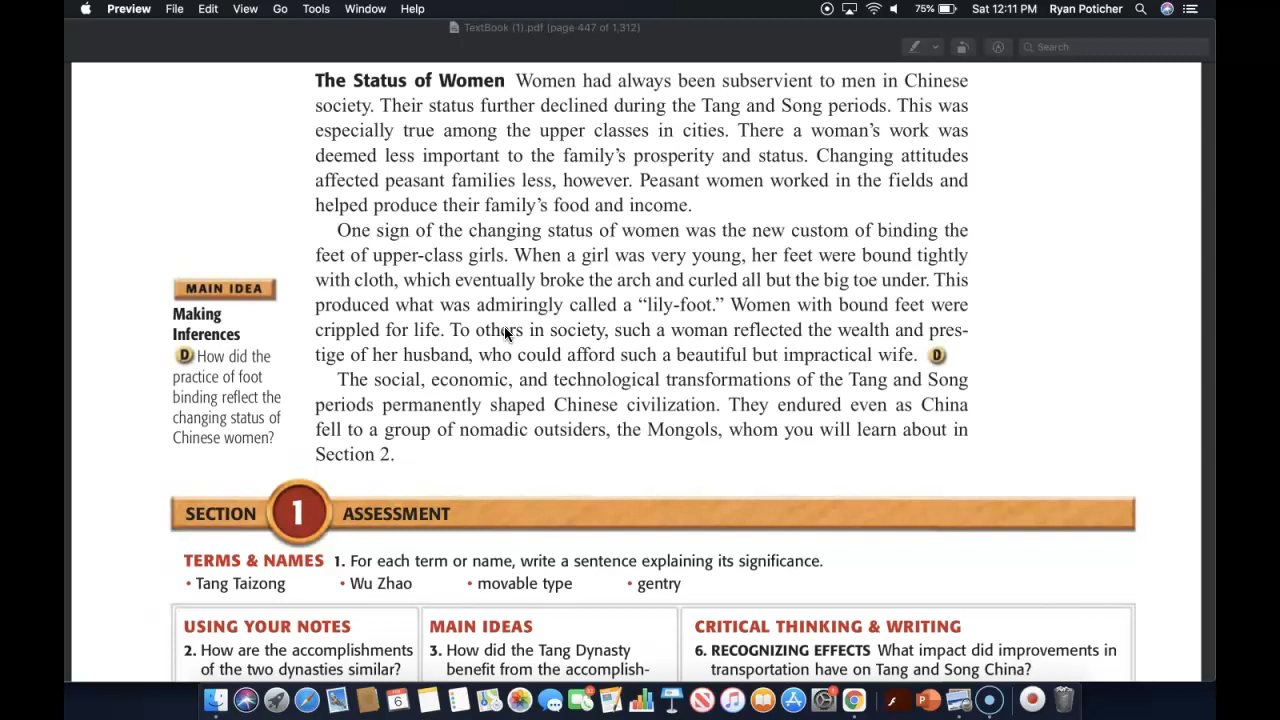 Preview File Edit View Go Tools Window Help 75% Sat 12:11 PM Ryan Poticher
TextBook (1).pdf (page 447 of 1,312)
Search
The Status of Women Women had always been subservient to men in Chinese
society. Their status further declined during the Tang and Song periods. This was
especially true among the upper classes in cities. There a woman's work was
deemed less important to the family's prosperity and status. Changing attitudes
affected peasant families less, however. Peasant women worked in the fields and
helped produce their family's food and income.
One sign of the changing status of women was the new custom of binding the
feet of upper-class girls. When a girl was very young, her feet were bound tightly
with cloth, which eventually broke the arch and curled all but the big toe under. This
produced what was admiringly called a “lily-foot.” Women with bound feet were
crippled for life. To others in society, such a woman reflected the wealth and pres-
tige of her husband, who could afford such a beautiful but impractical wife. D
The social, economic, and technological transformations of the Tang and Song
periods permanently shaped Chinese civilization. They endured even as China
fell to a group of nomadic outsiders, the Mongols, whom you will learn about in
Section 2.
MAIN IDEA
Making
Inferences
D How did the
practice of foot
binding reflect the
changing status of
Chinese women?
SECTION 1 ASSESSMENT
TERMS & NAMES 1. For each term or name, write a sentence explaining its significance.
• Tang Taizong • Wu Zhao • movable type • gentry
USING YOUR NOTES
2. How are the accomplishments
of the two dynasties similar?
MAIN IDEAS
3. How did the Tang Dynasty
benefit from the accomplish-
CRITICAL THINKING & WRITING
6. RECOGNIZING EFFECTS What impact did improvements in
transportation have on Tang and Song China?